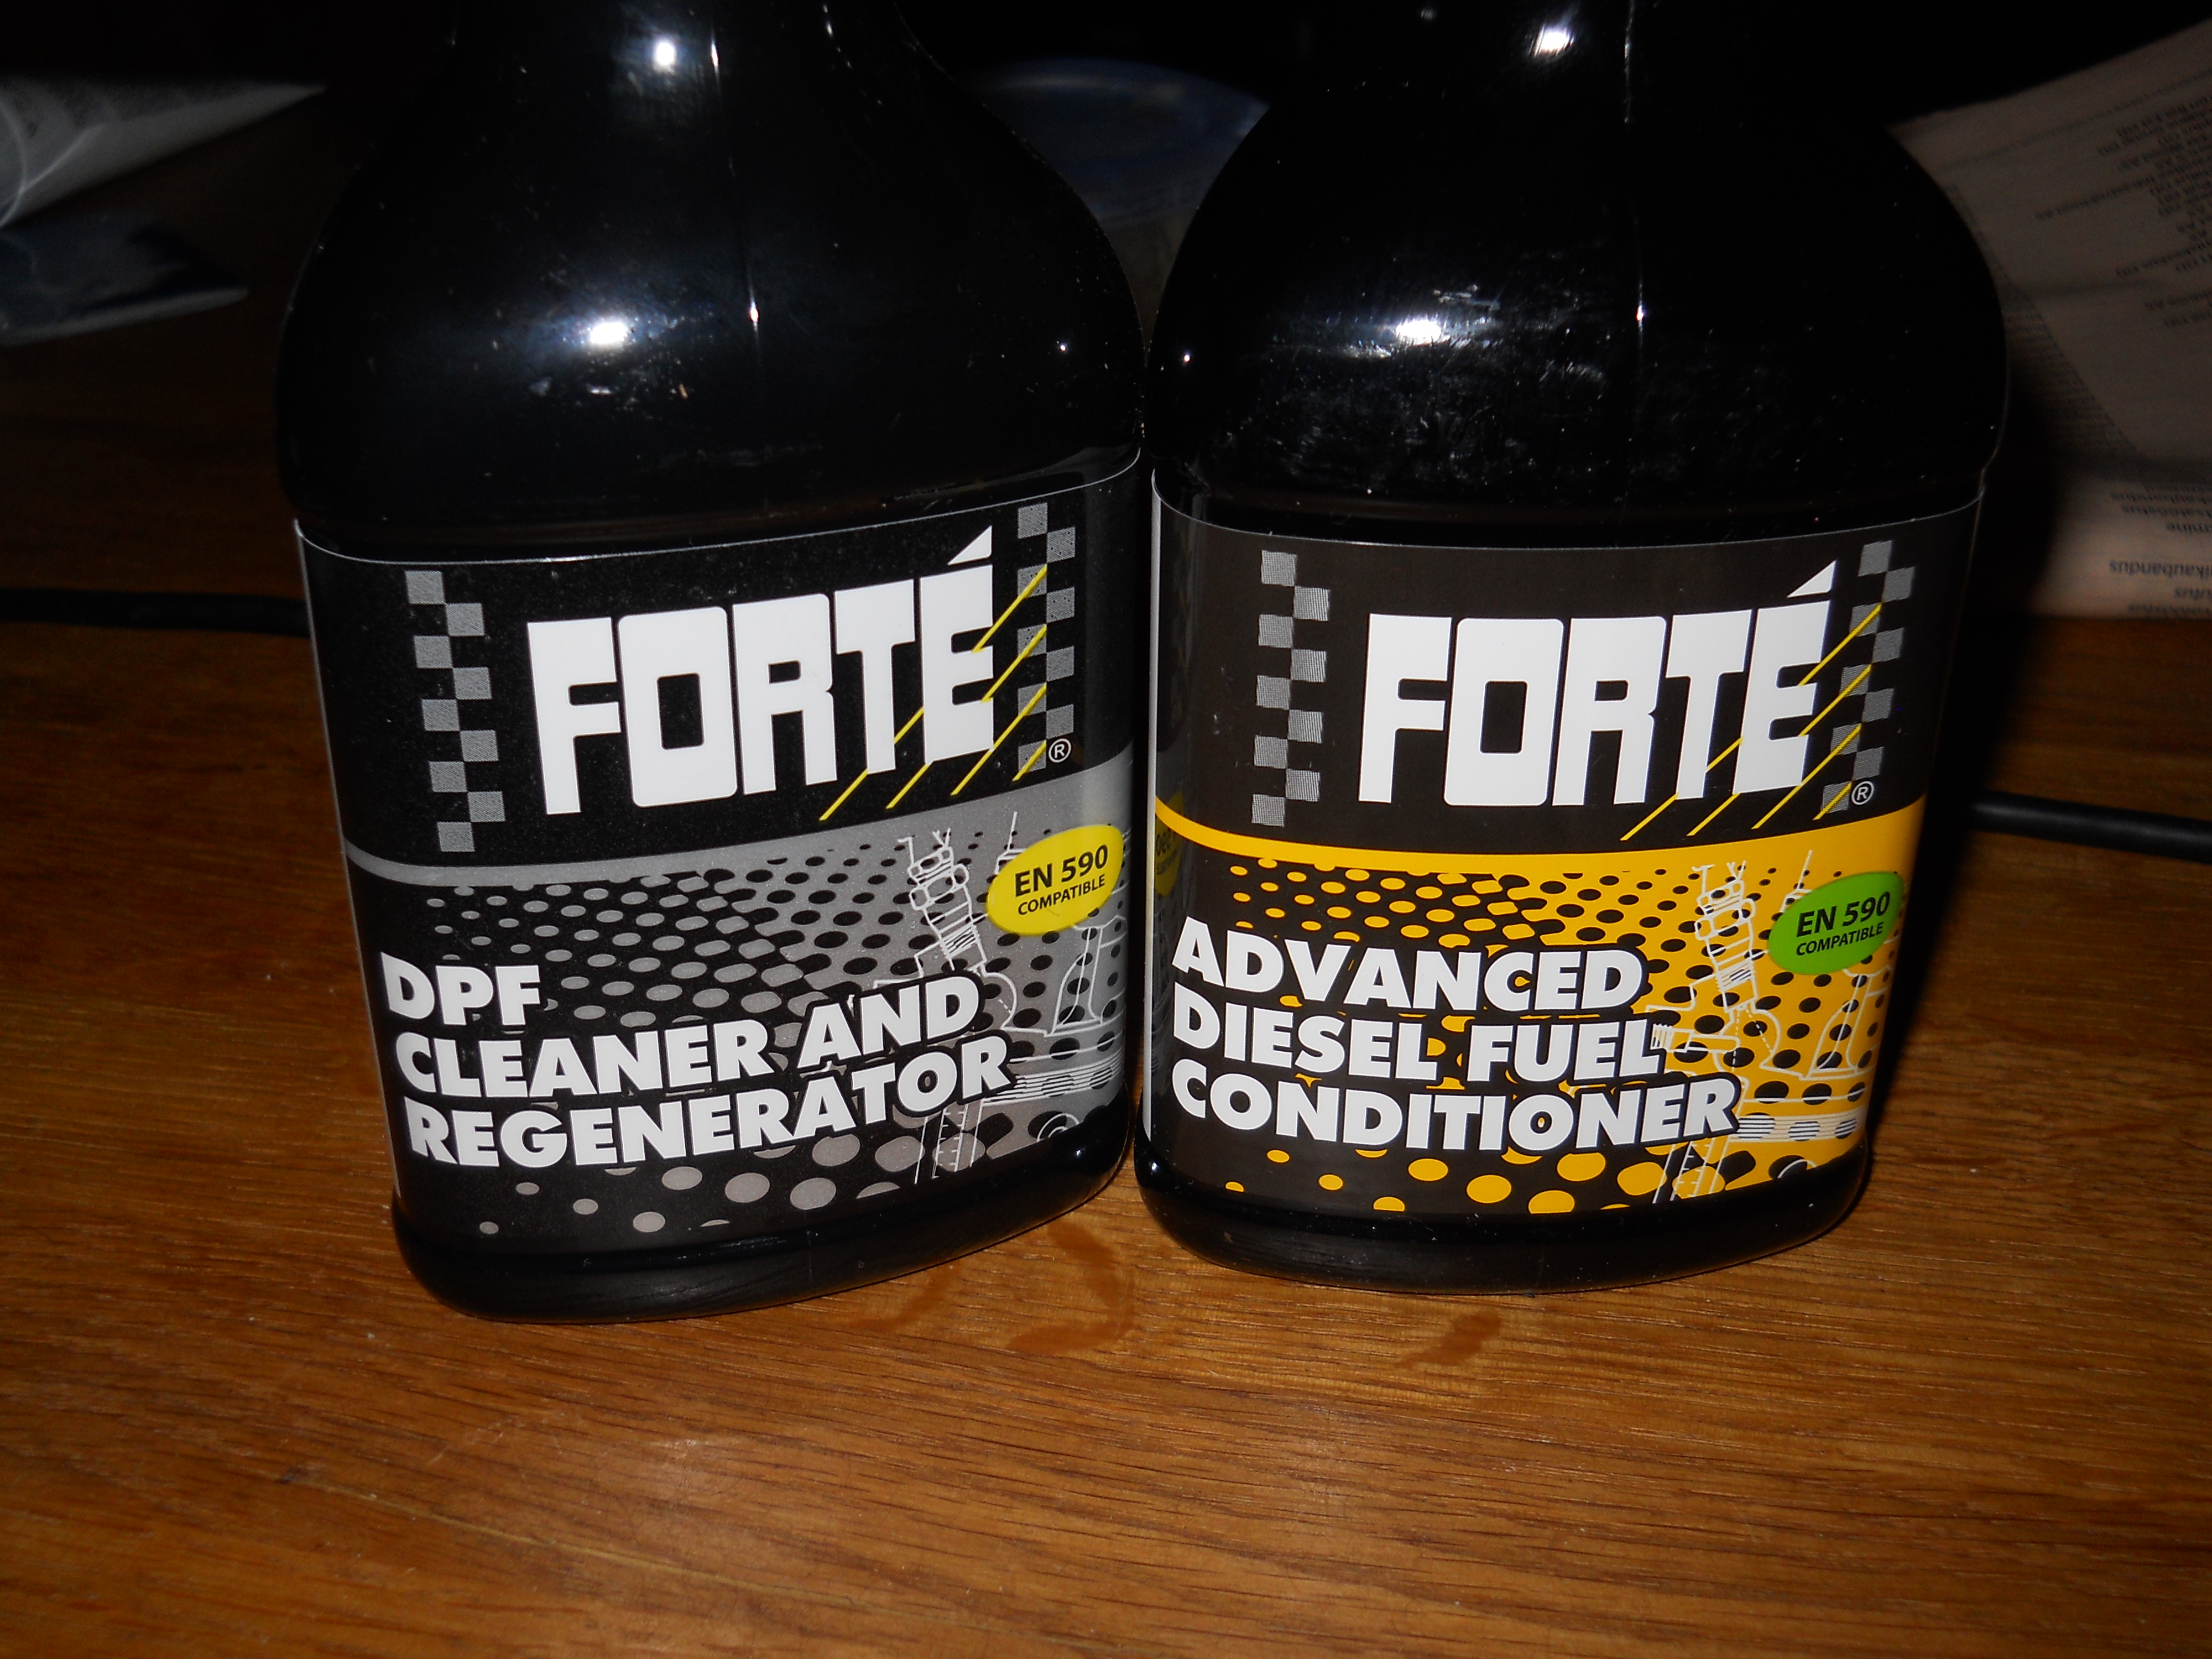 FORTÉ
®
EN 590
COMPATIBLE
DPF
CLEANER AND
REGENERATOR
FORTÉ
®
EN 590
COMPATIBLE
ADVANCED
DIESEL FUEL
CONDITIONER